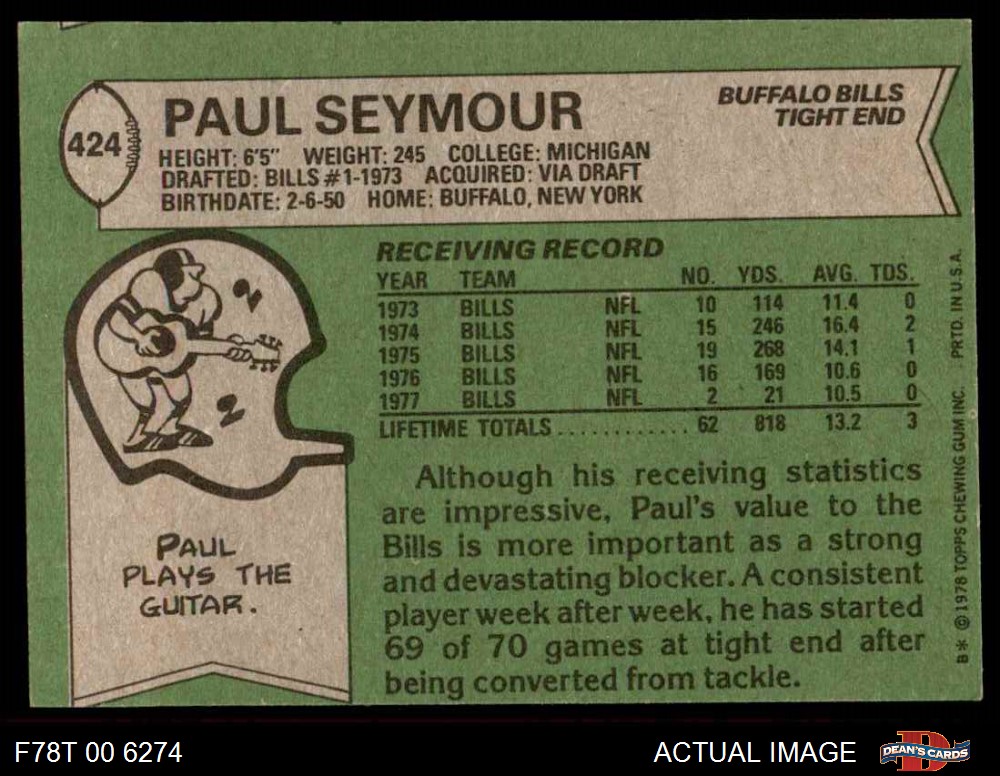 424
PAUL SEYMOUR
BUFFALO BILLS
TIGHT END
HEIGHT: 6'5" WEIGHT: 245 COLLEGE: MICHIGAN
DRAFTED: BILLS #1-1973 ACQUIRED: VIA DRAFT
BIRTHDATE: 2-6-50 HOME: BUFFALO, NEW YORK
RECEIVING RECORD
YEAR TEAM NO. YDS. AVG. TDS.
1973 BILLS NFL 10 114 11.4 0
1974 BILLS NFL 15 246 16.4 2
1975 BILLS NFL 19 268 14.1 1
1976 BILLS NFL 16 169 10.6 0
1977 BILLS NFL 2 21 10.5 0
LIFETIME TOTALS............ 62 818 13.2 3
PAUL
PLAYS THE
GUITAR.
Although his receiving statistics
are impressive, Paul's value to the
Bills is more important as a strong
and devastating blocker. A consistent
player week after week, he has started
69 of 70 games at tight end after
being converted from tackle.
B* ©1978 TOPPS CHEWING GUM INC. PRTD. IN U.S.A.
F78T 00 6274
ACTUAL IMAGE
D
DEAN'S CARDS